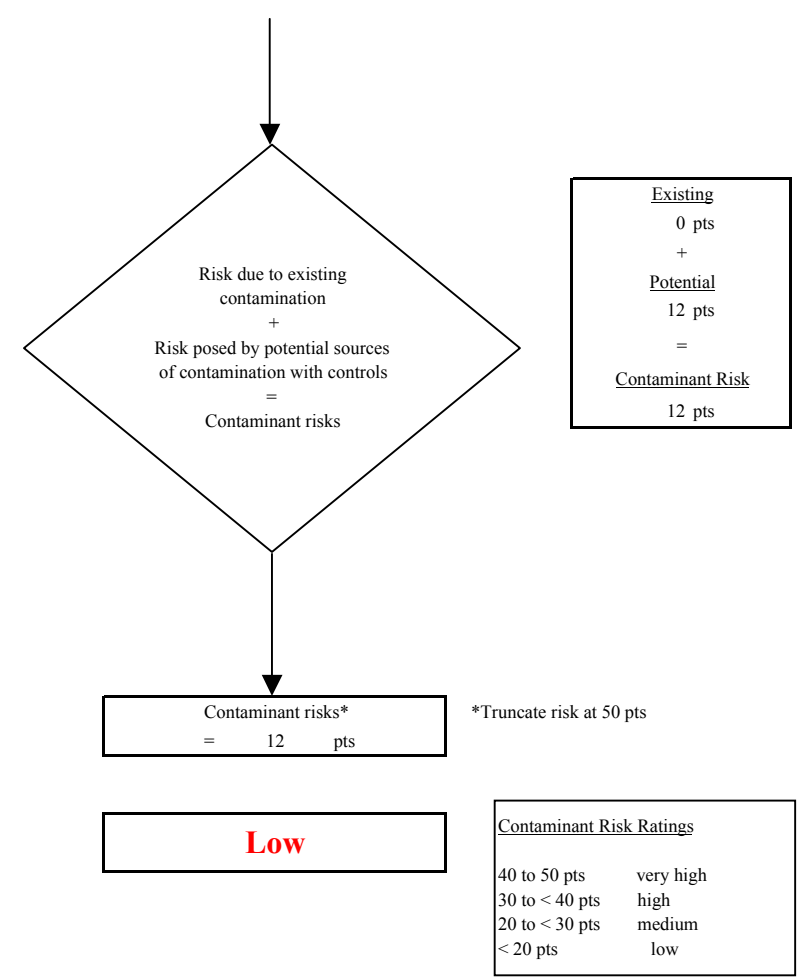 Risk due to existing
contamination
+
Risk posed by potential sources
of contamination with controls
=
Contaminant risks
Existing
0 pts
+
Potential
12 pts
=
Contaminant Risk
12 pts
Contaminant risks*
= 12 pts
*Truncate risk at 50 pts
Low
Contaminant Risk Ratings
40 to 50 pts very high
30 to < 40 pts high
20 to < 30 pts medium
< 20 pts low